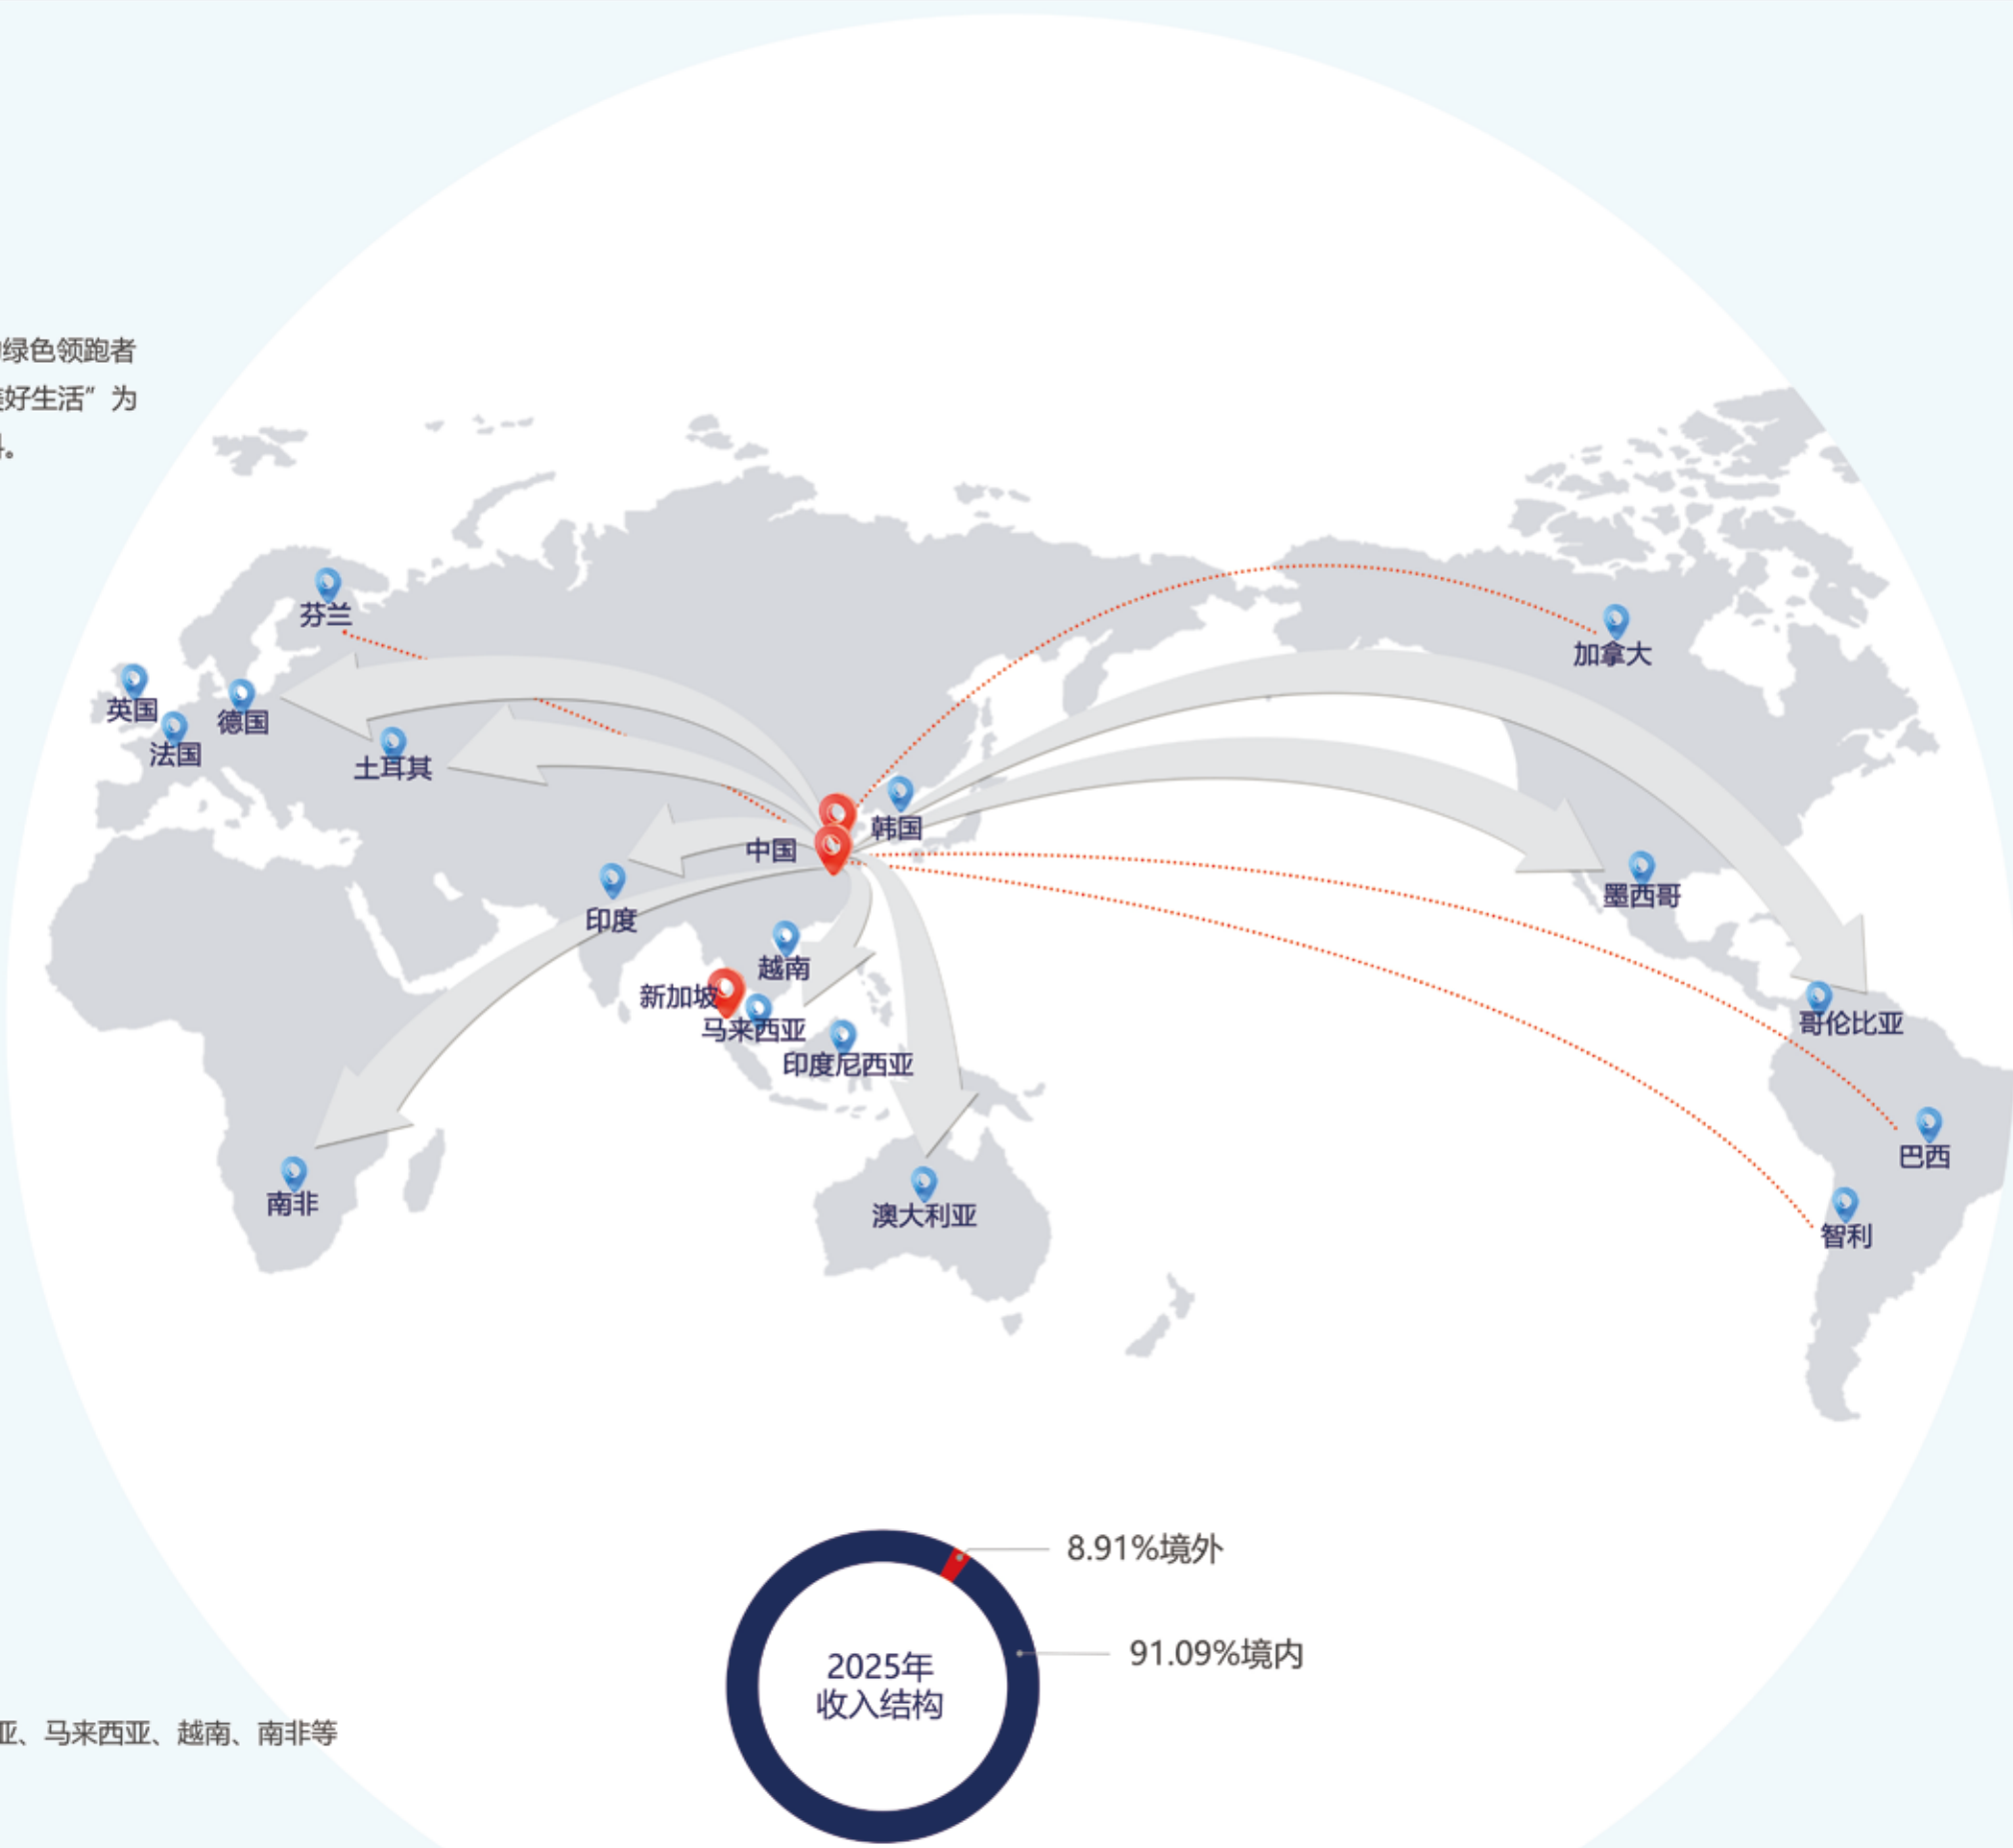 绿色领跑者
好生活”为
芬兰
加拿大
英国
德国
法国
土耳其
韩国
中国
墨西哥
印度
越南
新加坡
马来西亚
哥伦比亚
印度尼西亚
巴西
南非
澳大利亚
智利
8.91%境外
91.09%境内
2025年
收入结构
亚、马来西亚、越南、南非等